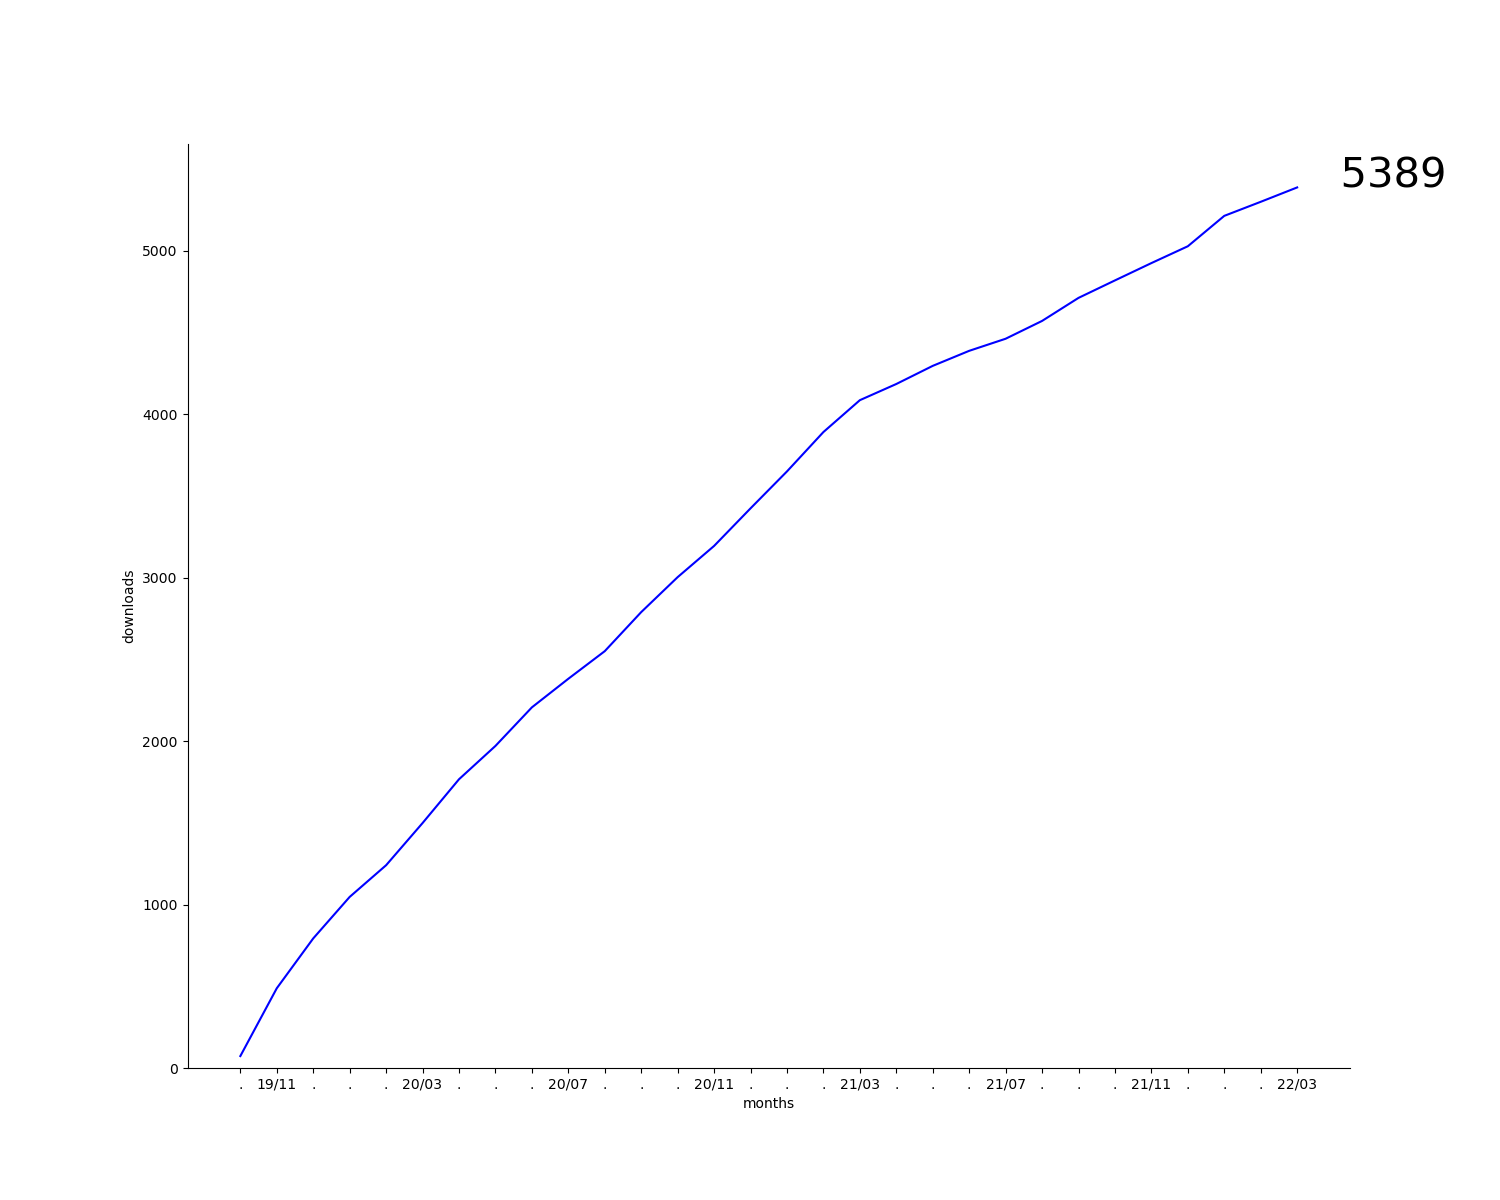 5389
5000
4000
3000
2000
1000
0
downloads
. 19/11 . . . 20/03 . . . 20/07 . . . 20/11 . . . 21/03 . . . 21/07 . . . 21/11 . . . 22/03
months